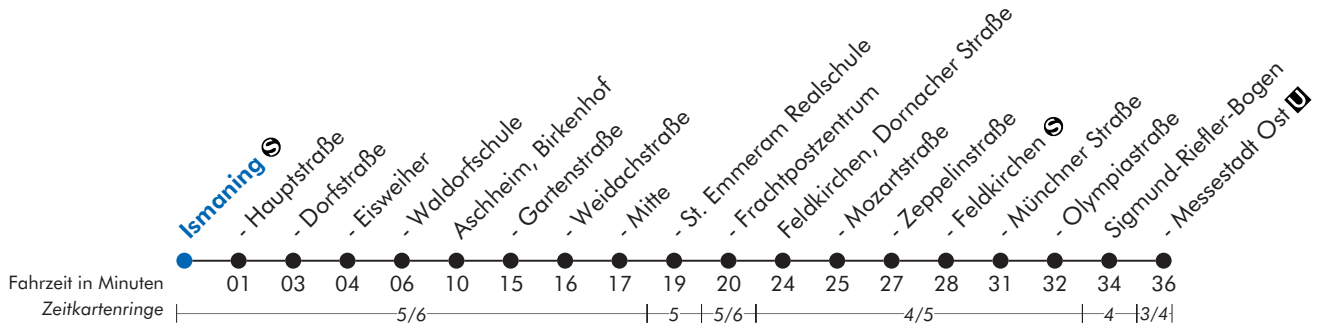 Ismaning S
- Hauptstraße
- Dorfstraße
- Eisweiher
- Waldorfschule
Aschheim, Birkenhof
- Gartenstraße
- Weidachstraße
- Mitte
- St. Emmeram Realschule
- Frachtpostzentrum
Feldkirchen, Dornacher Straße
- Mozartstraße
- Zeppelinstraße
- Feldkirchen S
- Münchner Straße
- Olympiastraße
Sigmund-Riefler-Bogen
- Messestadt Ost U
Fahrzeit in Minuten 01 03 04 06 10 15 16 17 19 20 24 25 27 28 31 32 34 36
Zeitkartenringe 5/6 5 5/6 4/5 4 3/4